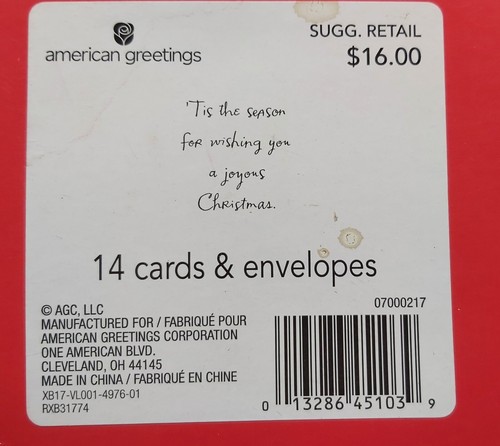 american greetings
SUGG. RETAIL
$16.00
'Tis the season
for wishing you
a joyous
Christmas.
14 cards & envelopes
© AGC, LLC
MANUFACTURED FOR / FABRIQUÉ POUR
AMERICAN GREETINGS CORPORATION
ONE AMERICAN BLVD.
CLEVELAND, OH 44145
MADE IN CHINA / FABRIQUÉ EN CHINE
XB17-VL001-4976-01
RXB31774
07000217
0 13286 45103 9